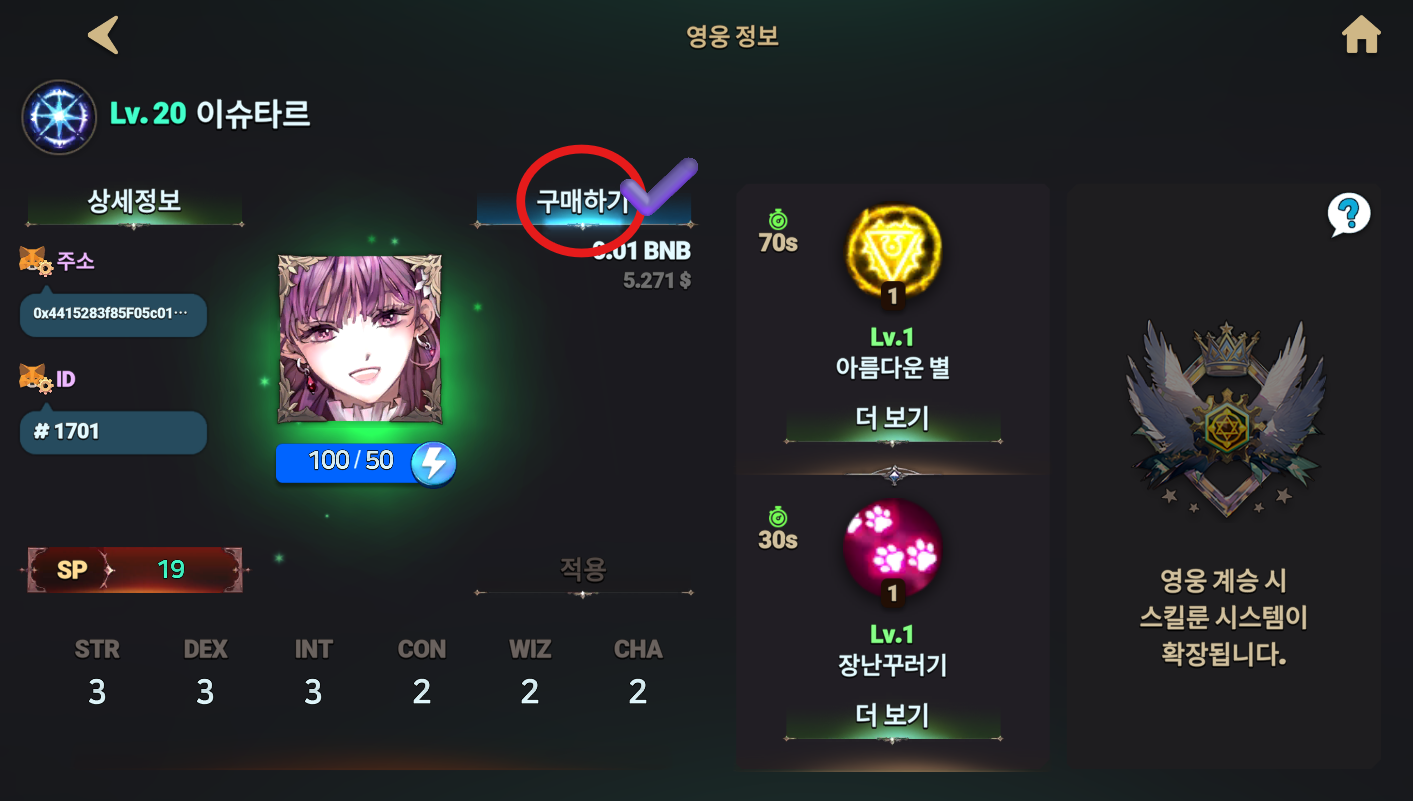 영웅 정보
Lv. 20 이슈타르
상세정보
구매하기
0.01 BNB
5.271 $
주소
0x4415283f85F05c01…
ID
# 1701
100 / 50
SP 19
적용
STR DEX INT CON WIZ CHA
3 3 3 2 2 2
70s
1
Lv.1
아름다운 별
더 보기
30s
1
Lv.1
장난꾸러기
더 보기
?
영웅 계승 시
스킬룬 시스템이
확장됩니다.